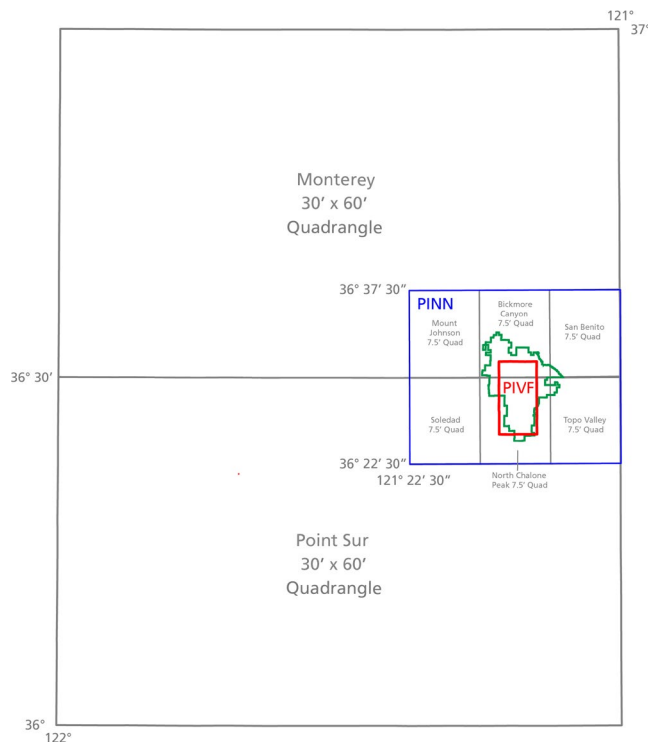 121°
37°
Monterey
30’ x 60’
Quadrangle
36° 37’ 30”
PINN
Mount
Johnson
7.5’ Quad
Bickmore
Canyon
7.5’ Quad
San Benito
7.5’ Quad
36° 30’
PIVF
Soledad
7.5’ Quad
Topo Valley
7.5’ Quad
36° 22’ 30”
121° 22’ 30”
North Chalone
Peak 7.5’ Quad
Point Sur
30’ x 60’
Quadrangle
36°
122°